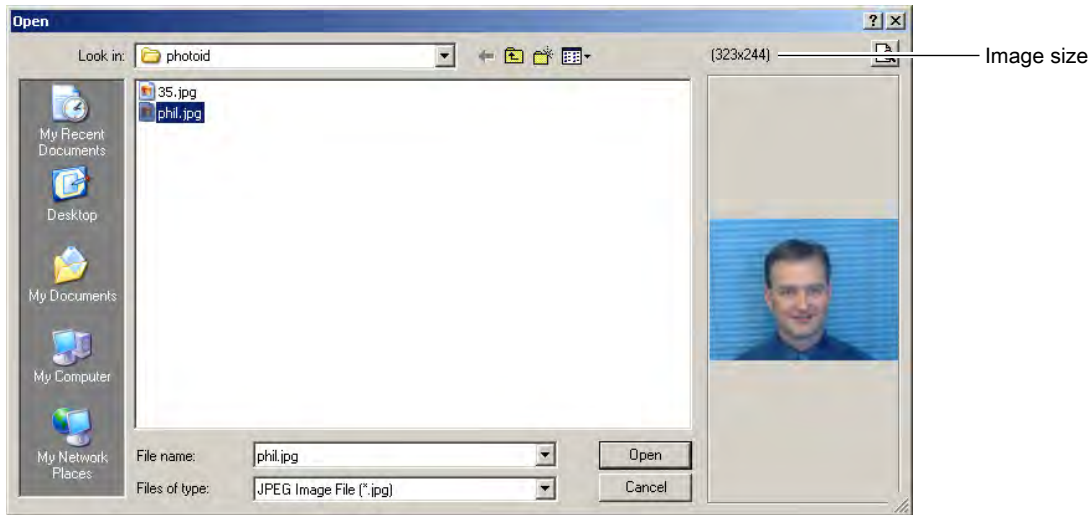 Open
Look in:
photoid
(323x244)
Image size
35.jpg
phil.jpg
My Recent
Documents
Desktop
My Documents
My Computer
My Network
Places
File name:
phil.jpg
Open
Files of type:
JPEG Image File (*.jpg)
Cancel